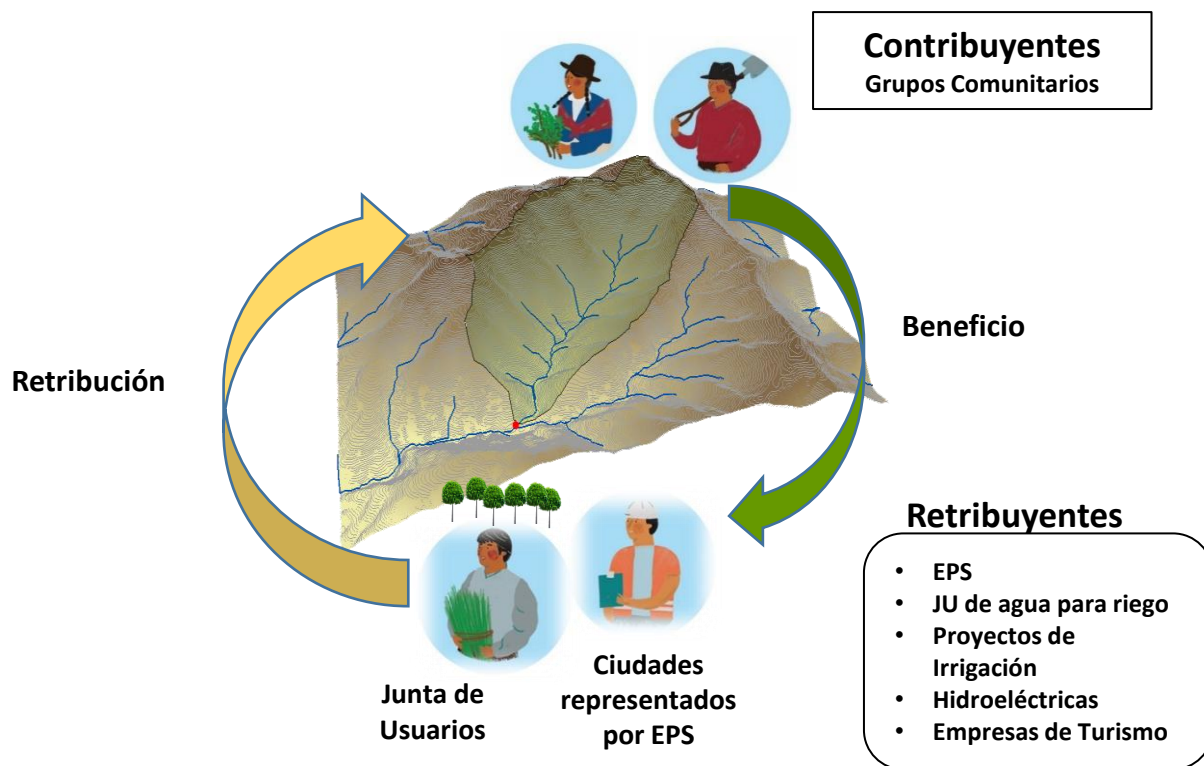 Contribuyentes
Grupos Comunitarios
Beneficio
Retribución
Retribuyentes
• EPS
• JU de agua para riego
• Proyectos de
Irrigación
• Hidroeléctricas
• Empresas de Turismo
Junta de
Usuarios
Ciudades
representados
por EPS